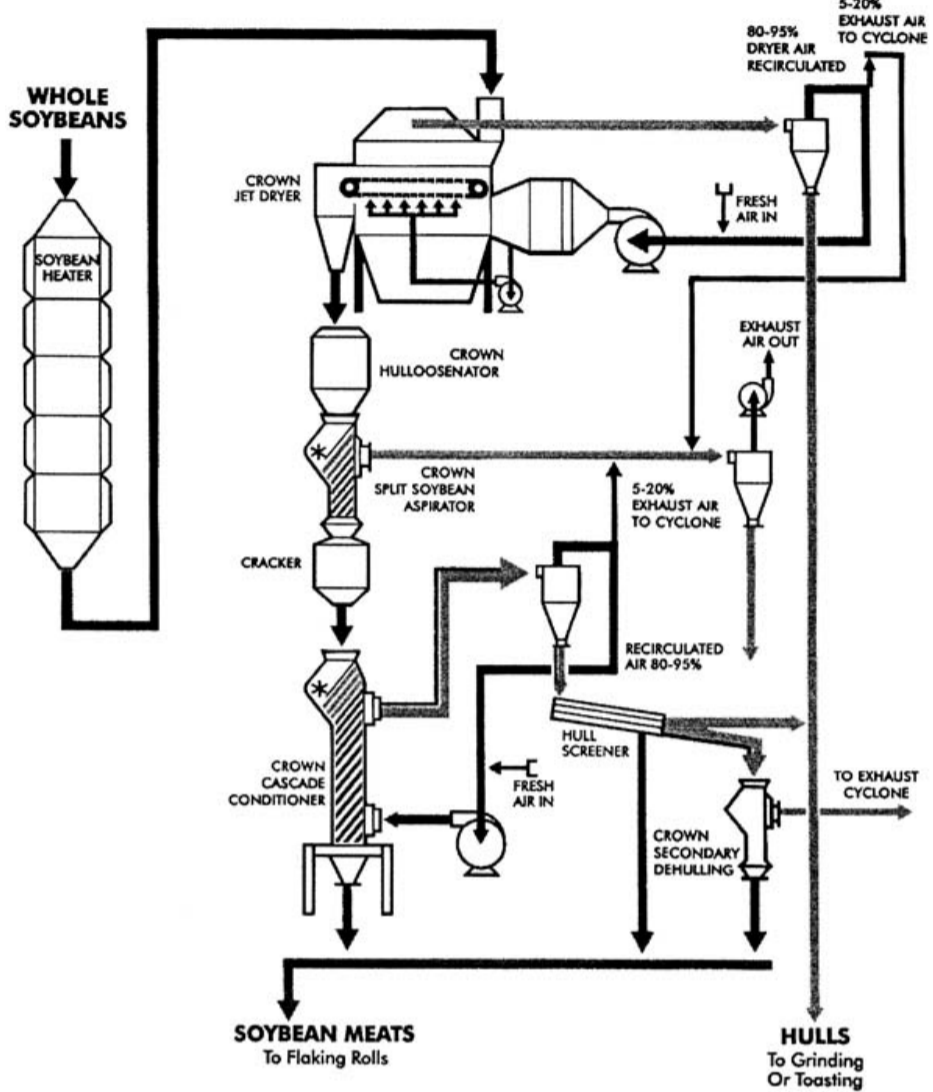 5-20%
EXHAUST AIR
TO CYCLONE
80-95%
DRYER AIR
RECIRCULATED
WHOLE
SOYBEANS
CROWN
JET DRYER
FRESH
AIR IN
SOYBEAN
HEATER
EXHAUST
AIR OUT
CROWN
HULLOOSENATOR
CROWN
SPLIT SOYBEAN
ASPIRATOR
5-20%
EXHAUST AIR
TO CYCLONE
CRACKER
RECIRCULATED
AIR 80-95%
HULL
SCREENER
CROWN
CASCADE
CONDITIONER
FRESH
AIR IN
TO EXHAUST
CYCLONE
CROWN
SECONDARY
DEHULLING
SOYBEAN MEATS
To Flaking Rolls
HULLS
To Grinding
Or Toasting